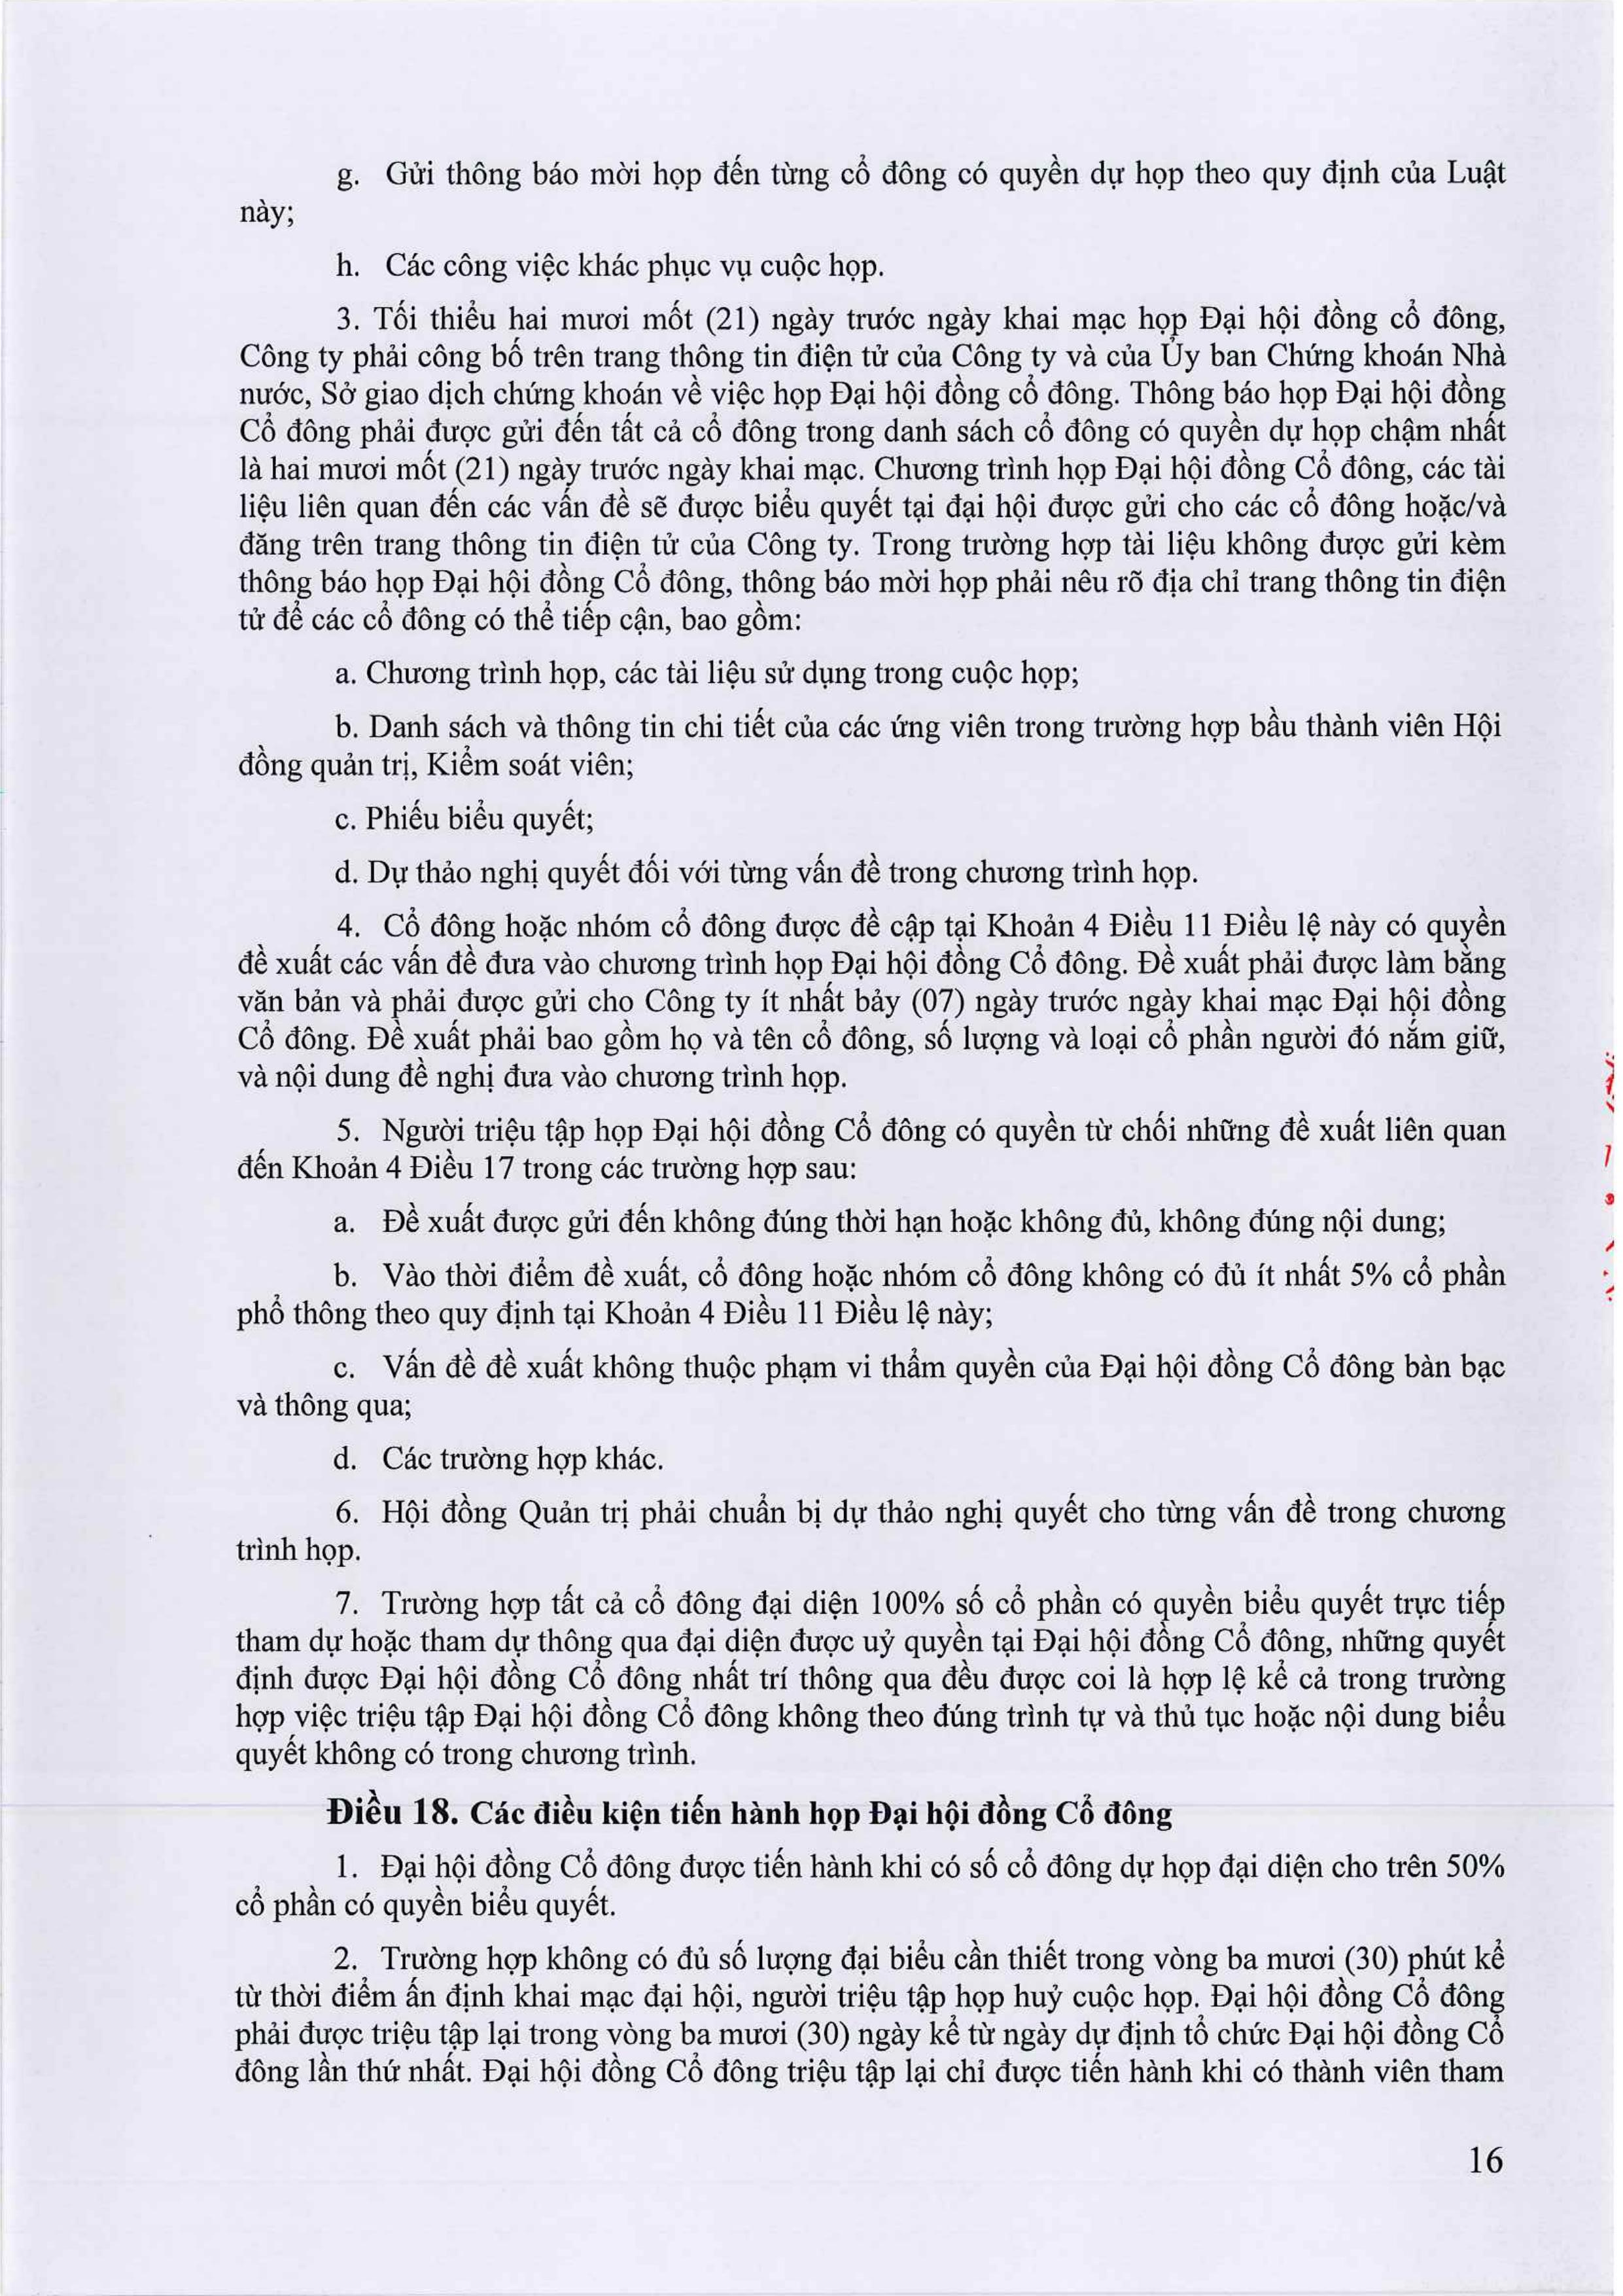 g. Gửi thông báo mời họp đến từng cổ đông có quyền dự họp theo quy định của Luật
này;
h. Các công việc khác phục vụ cuộc họp.
3. Tối thiểu hai mươi mốt (21) ngày trước ngày khai mạc họp Đại hội đồng cổ đông,
Công ty phải công bố trên trang thông tin điện tử của Công ty và của Ủy ban Chứng khoán Nhà
nước, Sở giao dịch chứng khoán về việc họp Đại hội đồng cổ đông. Thông báo họp Đại hội đồng
Cổ đông phải được gửi đến tất cả cổ đông trong danh sách cổ đông có quyền dự họp chậm nhất
là hai mươi mốt (21) ngày trước ngày khai mạc. Chương trình họp Đại hội đồng Cổ đông, các tài
liệu liên quan đến các vấn đề sẽ được biểu quyết tại đại hội được gửi cho các cổ đông hoặc/và
đăng trên trang thông tin điện tử của Công ty. Trong trường hợp tài liệu không được gửi kèm
thông báo họp Đại hội đồng Cổ đông, thông báo mời họp phải nêu rõ địa chỉ trang thông tin điện
tử để các cổ đông có thể tiếp cận, bao gồm:
a. Chương trình họp, các tài liệu sử dụng trong cuộc họp;
b. Danh sách và thông tin chi tiết của các ứng viên trong trường hợp bầu thành viên Hội
đồng quản trị, Kiểm soát viên;
c. Phiếu biểu quyết;
d. Dự thảo nghị quyết đối với từng vấn đề trong chương trình họp.
4. Cổ đông hoặc nhóm cổ đông được đề cập tại Khoản 4 Điều 11 Điều lệ này có quyền
đề xuất các vấn đề đưa vào chương trình họp Đại hội đồng Cổ đông. Đề xuất phải được làm bằng
văn bản và phải được gửi cho Công ty ít nhất bảy (07) ngày trước ngày khai mạc Đại hội đồng
Cổ đông. Đề xuất phải bao gồm họ và tên cổ đông, số lượng và loại cổ phần người đó nắm giữ,
và nội dung đề nghị đưa vào chương trình họp.
5. Người triệu tập họp Đại hội đồng Cổ đông có quyền từ chối những đề xuất liên quan
đến Khoản 4 Điều 17 trong các trường hợp sau:
a. Đề xuất được gửi đến không đúng thời hạn hoặc không đủ, không đúng nội dung;
b. Vào thời điểm đề xuất, cổ đông hoặc nhóm cổ đông không có đủ ít nhất 5% cổ phần
phổ thông theo quy định tại Khoản 4 Điều 11 Điều lệ này;
c. Vấn đề đề xuất không thuộc phạm vi thẩm quyền của Đại hội đồng Cổ đông bàn bạc
và thông qua;
d. Các trường hợp khác.
6. Hội đồng Quản trị phải chuẩn bị dự thảo nghị quyết cho từng vấn đề trong chương
trình họp.
7. Trường hợp tất cả cổ đông đại diện 100% số cổ phần có quyền biểu quyết trực tiếp
tham dự hoặc tham dự thông qua đại diện được uỷ quyền tại Đại hội đồng Cổ đông, những quyết
định được Đại hội đồng Cổ đông nhất trí thông qua đều được coi là hợp lệ kể cả trong trường
hợp việc triệu tập Đại hội đồng Cổ đông không theo đúng trình tự và thủ tục hoặc nội dung biểu
quyết không có trong chương trình.
Điều 18. Các điều kiện tiến hành họp Đại hội đồng Cổ đông
1. Đại hội đồng Cổ đông được tiến hành khi có số cổ đông dự họp đại diện cho trên 50%
cổ phần có quyền biểu quyết.
2. Trường hợp không có đủ số lượng đại biểu cần thiết trong vòng ba mươi (30) phút kể
từ thời điểm ấn định khai mạc đại hội, người triệu tập họp huỷ cuộc họp. Đại hội đồng Cổ đông
phải được triệu tập lại trong vòng ba mươi (30) ngày kể từ ngày dự định tổ chức Đại hội đồng Cổ
đông lần thứ nhất. Đại hội đồng Cổ đông triệu tập lại chỉ được tiến hành khi có thành viên tham
16